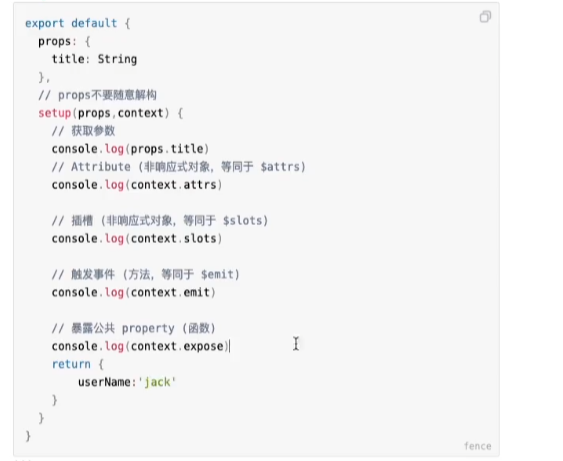 export default {
  props: {
    title: String
  },
  // props不要随意解构
  setup(props,context) {
    // 获取参数
    console.log(props.title)
    // Attribute (非响应式对象, 等同于 $attrs)
    console.log(context.attrs)
    // 插槽 (非响应式对象, 等同于 $slots)
    console.log(context.slots)
    // 触发事件 (方法, 等同于 $emit)
    console.log(context.emit)
    // 暴露公共 property (函数)
    console.log(context.expose)
    return {
        userName:'jack'
    }
  }
}
fence